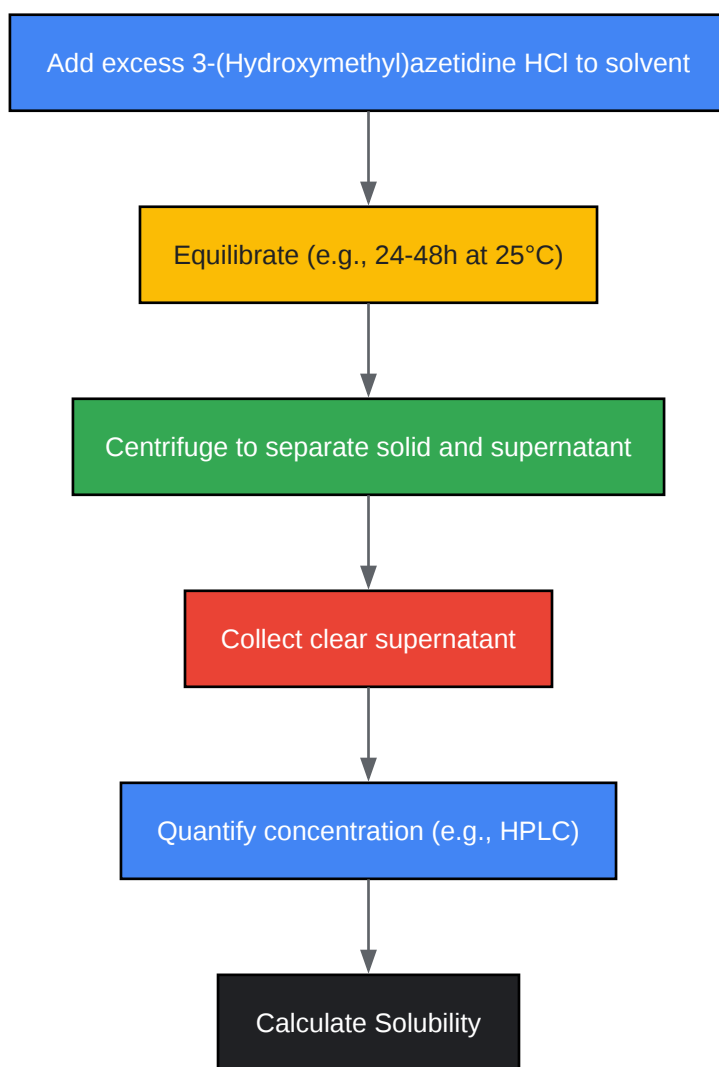 Add excess 3-(Hydroxymethyl)azetidine HCl to solvent
Equilibrate (e.g., 24-48h at 25°C)
Centrifuge to separate solid and supernatant
Collect clear supernatant
Quantify concentration (e.g., HPLC)
Calculate Solubility